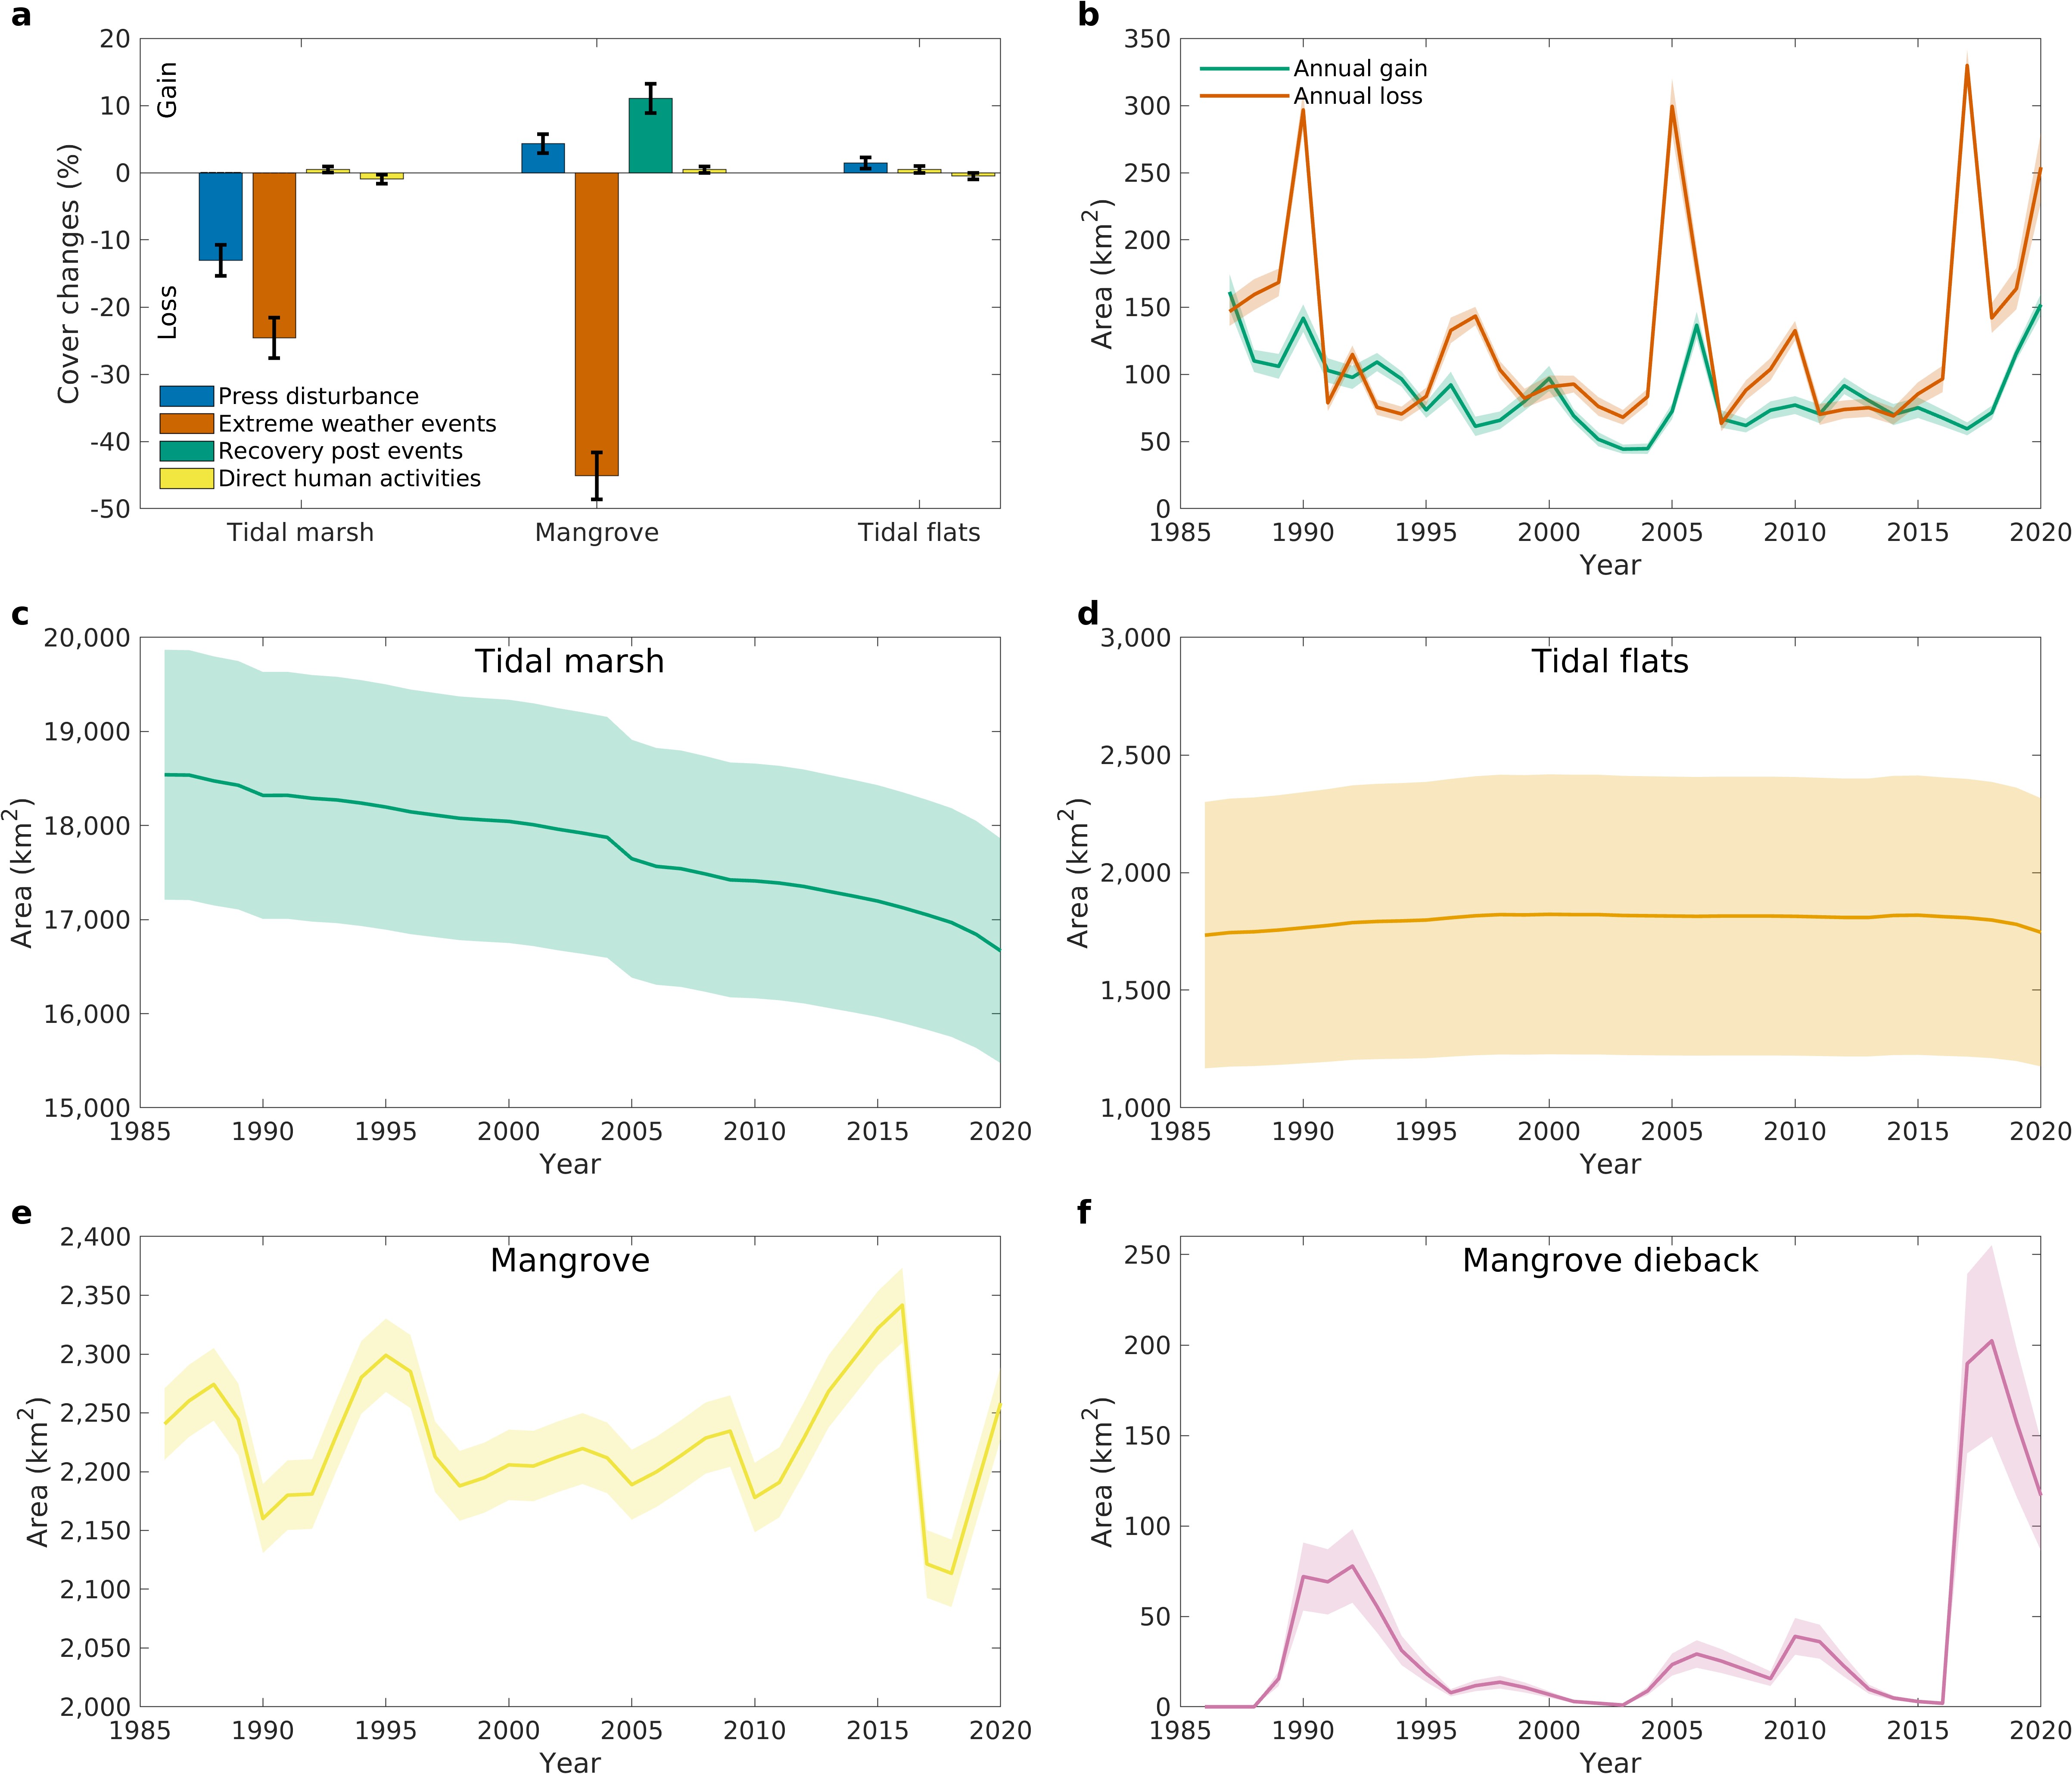 a
20
10
0
-10
-20
-30
-40
-50
Cover changes (%)
Gain
Loss
Press disturbance
Extreme weather events
Recovery post events
Direct human activities
Tidal marsh
Mangrove
Tidal flats
b
350
300
250
200
150
100
50
0
Area (km²)
Annual gain
Annual loss
1985 1990 1995 2000 2005 2010 2015 2020
Year
c
20,000
19,000
18,000
17,000
16,000
15,000
Area (km²)
Tidal marsh
1985 1990 1995 2000 2005 2010 2015 2020
Year
d
3,000
2,500
2,000
1,500
1,000
Area (km²)
Tidal flats
1985 1990 1995 2000 2005 2010 2015 2020
Year
e
2,400
2,350
2,300
2,250
2,200
2,150
2,100
2,050
2,000
Area (km²)
Mangrove
1985 1990 1995 2000 2005 2010 2015 2020
Year
f
250
200
150
100
50
0
Area (km²)
Mangrove dieback
1985 1990 1995 2000 2005 2010 2015 2020
Year